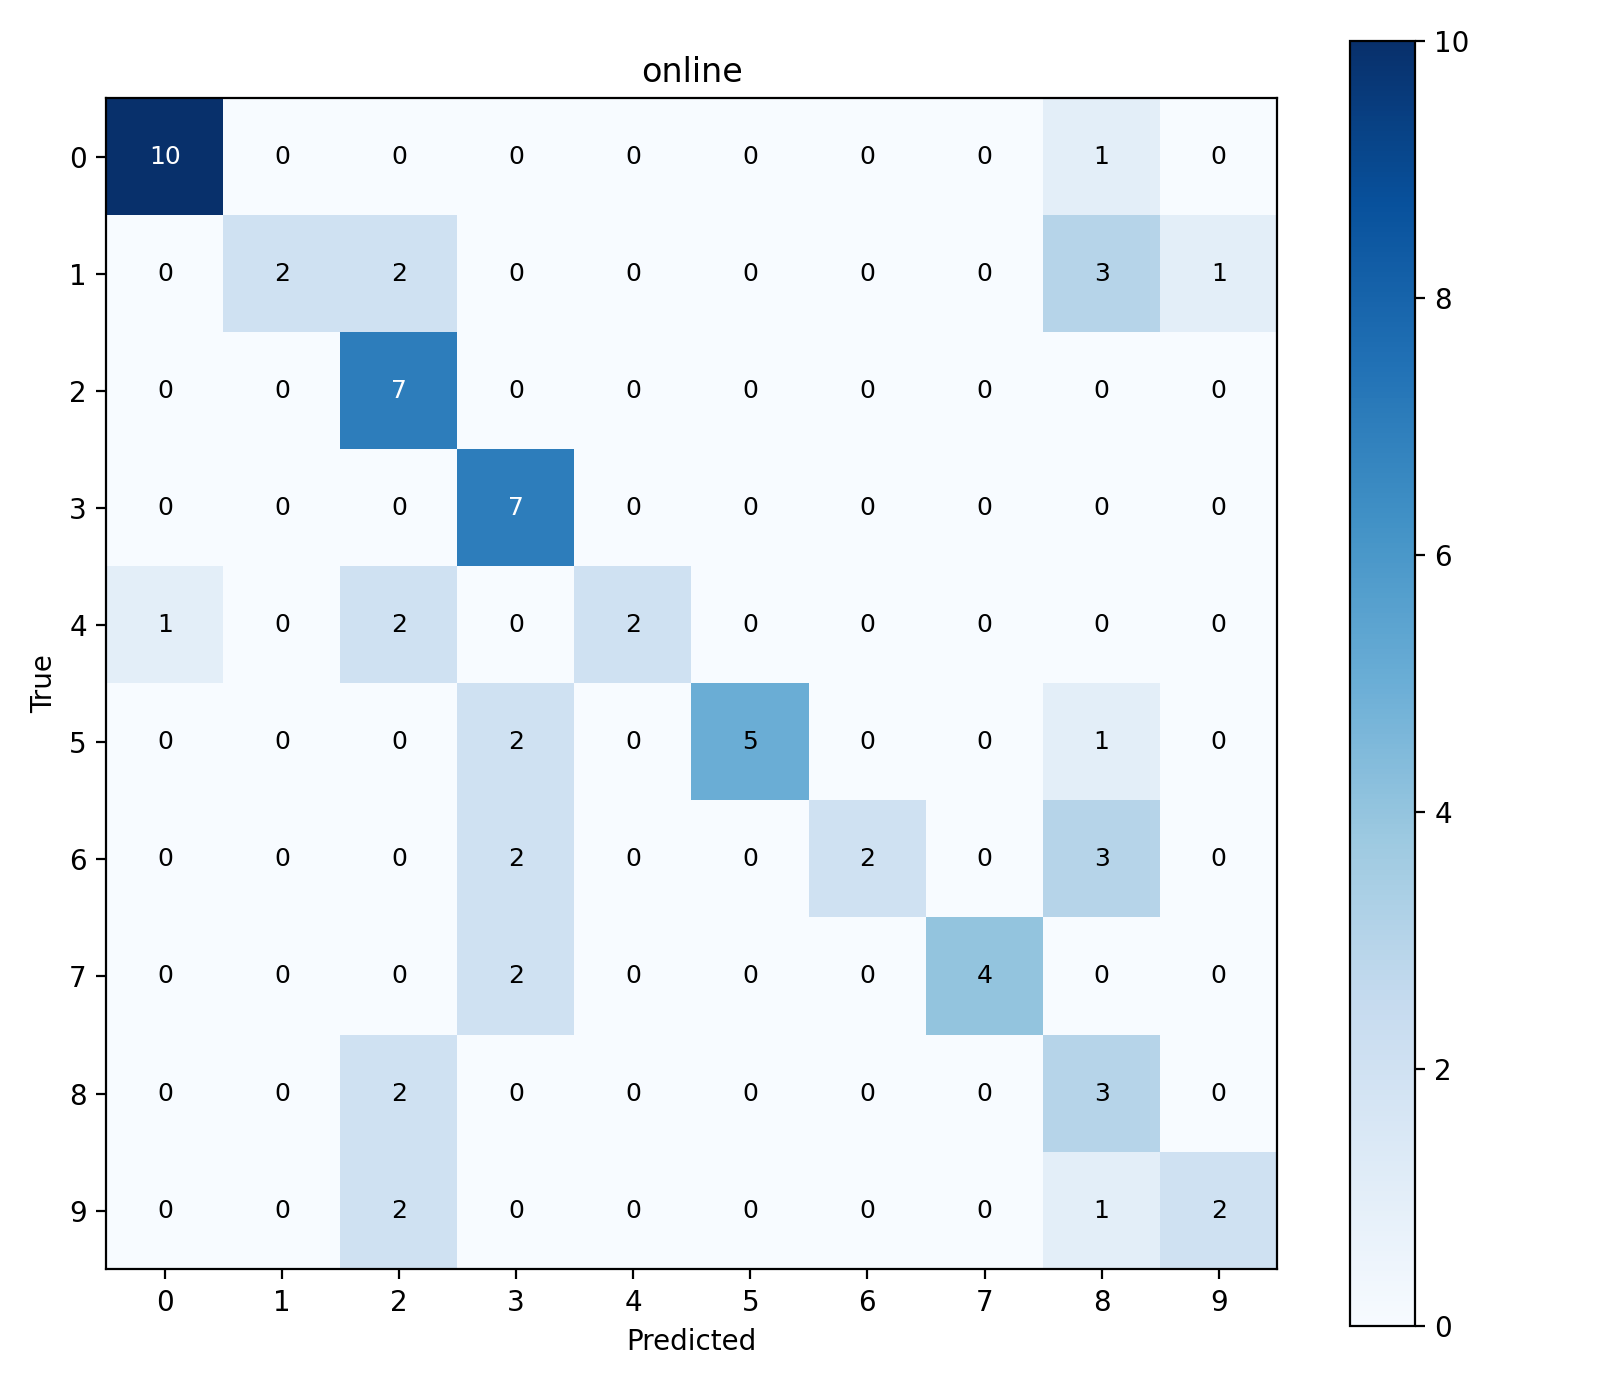 online
10
0 10 0 0 0 0 0 0 0 1 0
1 0 2 2 0 0 0 0 0 3 1
8
2 0 0 7 0 0 0 0 0 0 0
3 0 0 0 7 0 0 0 0 0 0
6
4 1 0 2 0 2 0 0 0 0 0
True
5 0 0 0 2 0 5 0 0 1 0
4
6 0 0 0 2 0 0 2 0 3 0
7 0 0 0 2 0 0 0 4 0 0
2
8 0 0 2 0 0 0 0 0 3 0
9 0 0 2 0 0 0 0 0 1 2
0 1 2 3 4 5 6 7 8 9
0
Predicted